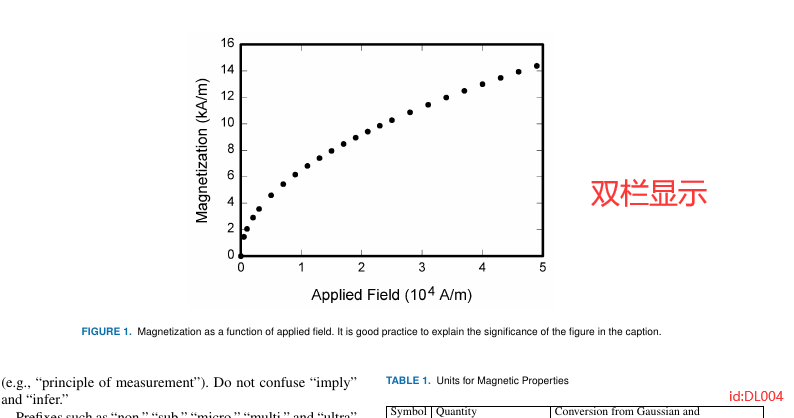 16
14
12
10
8
6
4
2
0
Magnetization (kA/m)
0 1 2 3 4 5
Applied Field (10⁴ A/m)
双栏显示
FIGURE 1. Magnetization as a function of applied field. It is good practice to explain the significance of the figure in the caption.
(e.g., “principle of measurement”). Do not confuse “imply”
and “infer.”
Prefixes such as “non,” “sub,” “micro,” “multi,” and “ultra”
TABLE 1. Units for Magnetic Properties
id:DL004
Symbol Quantity Conversion from Gaussian and